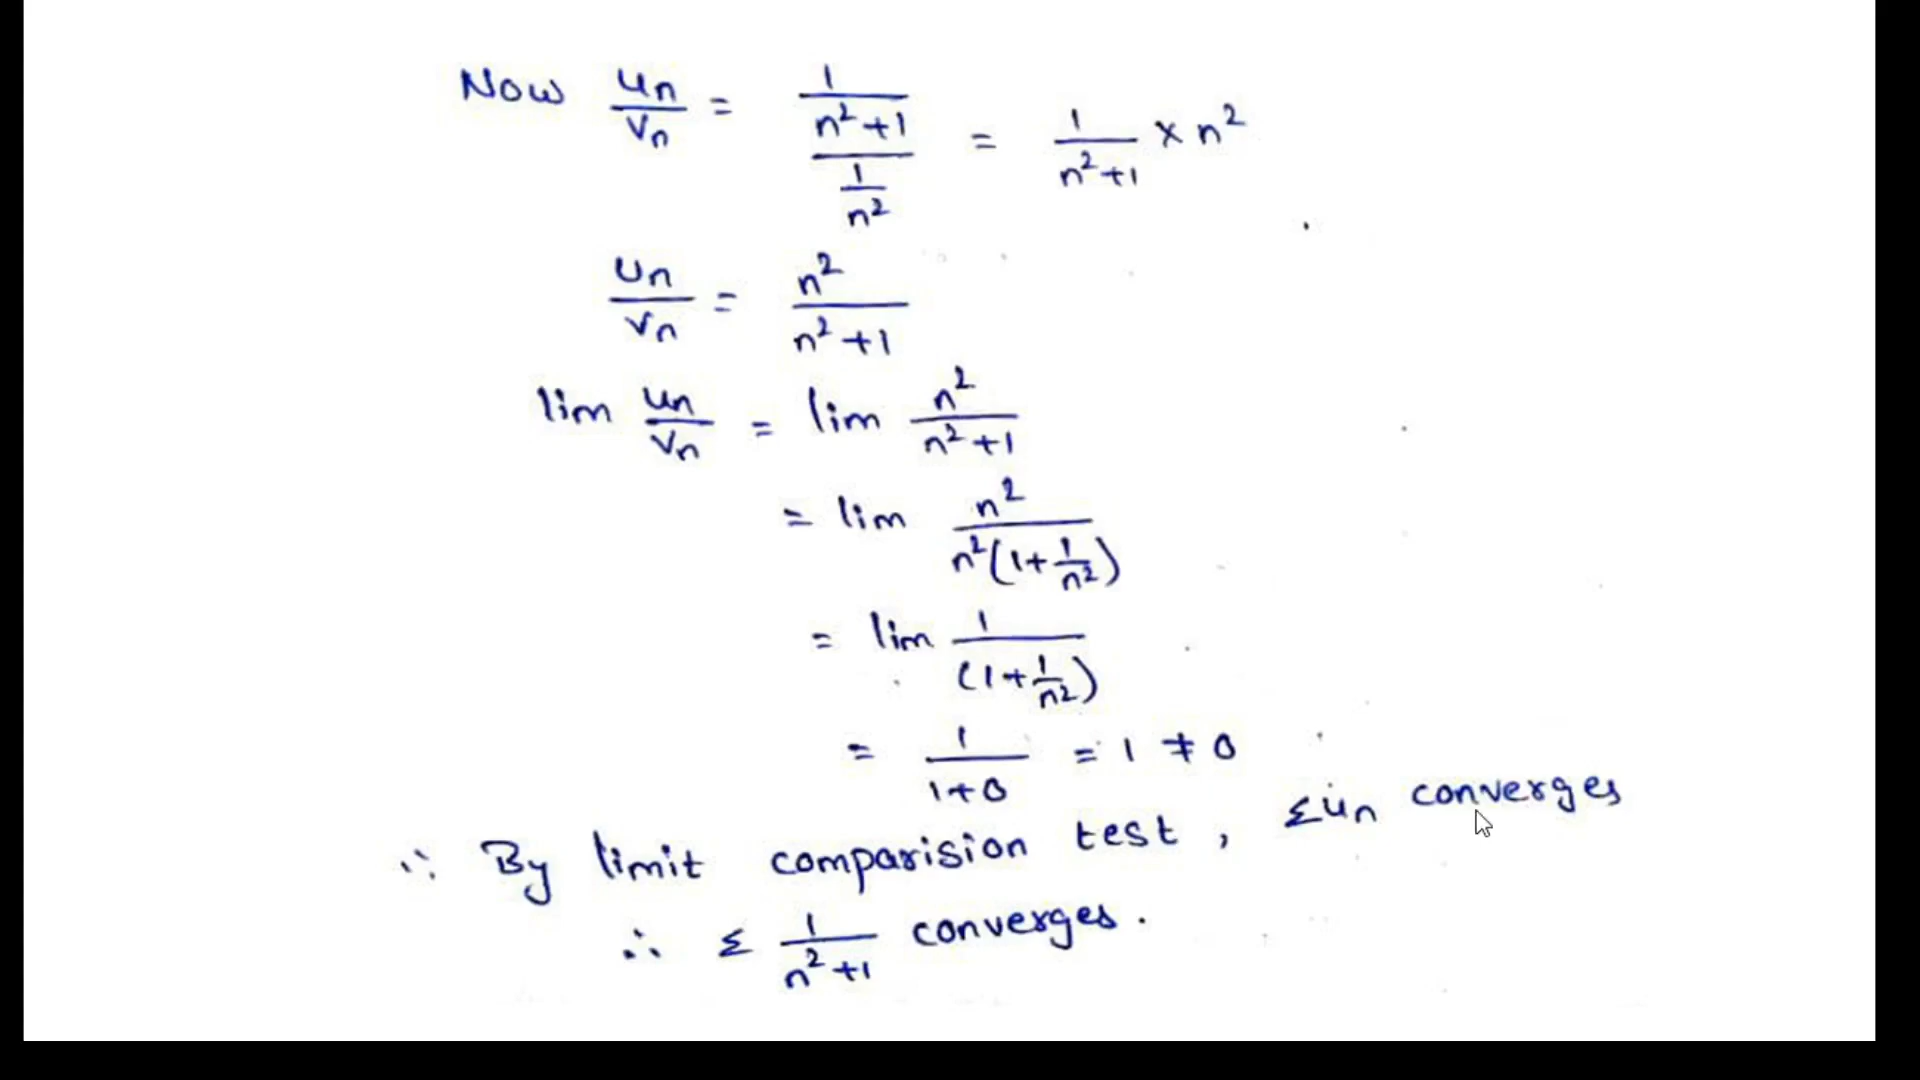 Now un/vn = (1/(n²+1))/(1/n²) = 1/(n²+1) × n²
un/vn = n²/(n²+1)
lim un/vn = lim n²/(n²+1)
= lim n²/(n²(1+1/n²))
= lim 1/(1+1/n²)
= 1/(1+0) = 1 ≠ 0
∴ By limit comparision test, Σun converges
∴ Σ 1/(n²+1) converges.